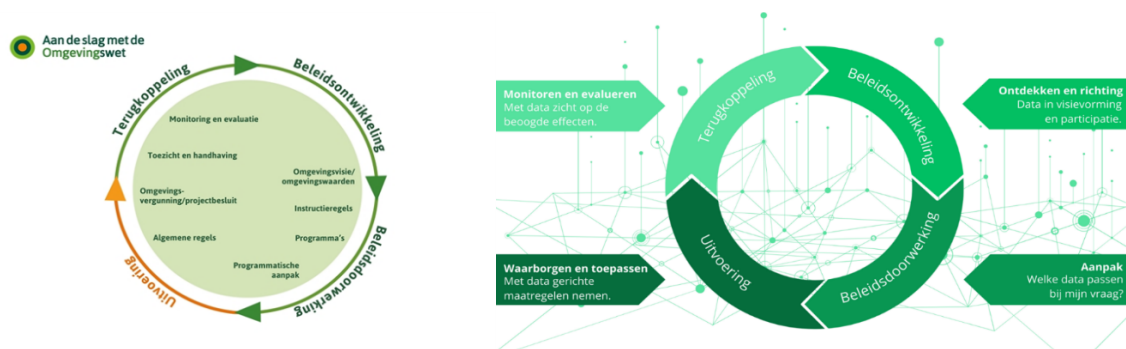 Aan de slag met de
Omgevingswet
Terugkoppeling
Beleidsontwikkeling
Beleidsdoorwerking
Uitvoering
Monitoring en evaluatie
Toezicht en handhaving
Omgevings-
vergunning/projectbesluit
Algemene regels
Omgevingsvisie/
omgevingswaarden
Instructieregels
Programma's
Programmatische
aanpak
Monitoren en evalueren
Met data zicht op de
beoogde effecten.
Terugkoppeling
Beleidsontwikkeling
Ontdekken en richting
Data in visievorming
en participatie.
Waarborgen en toepassen
Met data gerichte
maatregelen nemen.
Uitvoering
Beleidsdoorwerking
Aanpak
Welke data passen
bij mijn vraag?